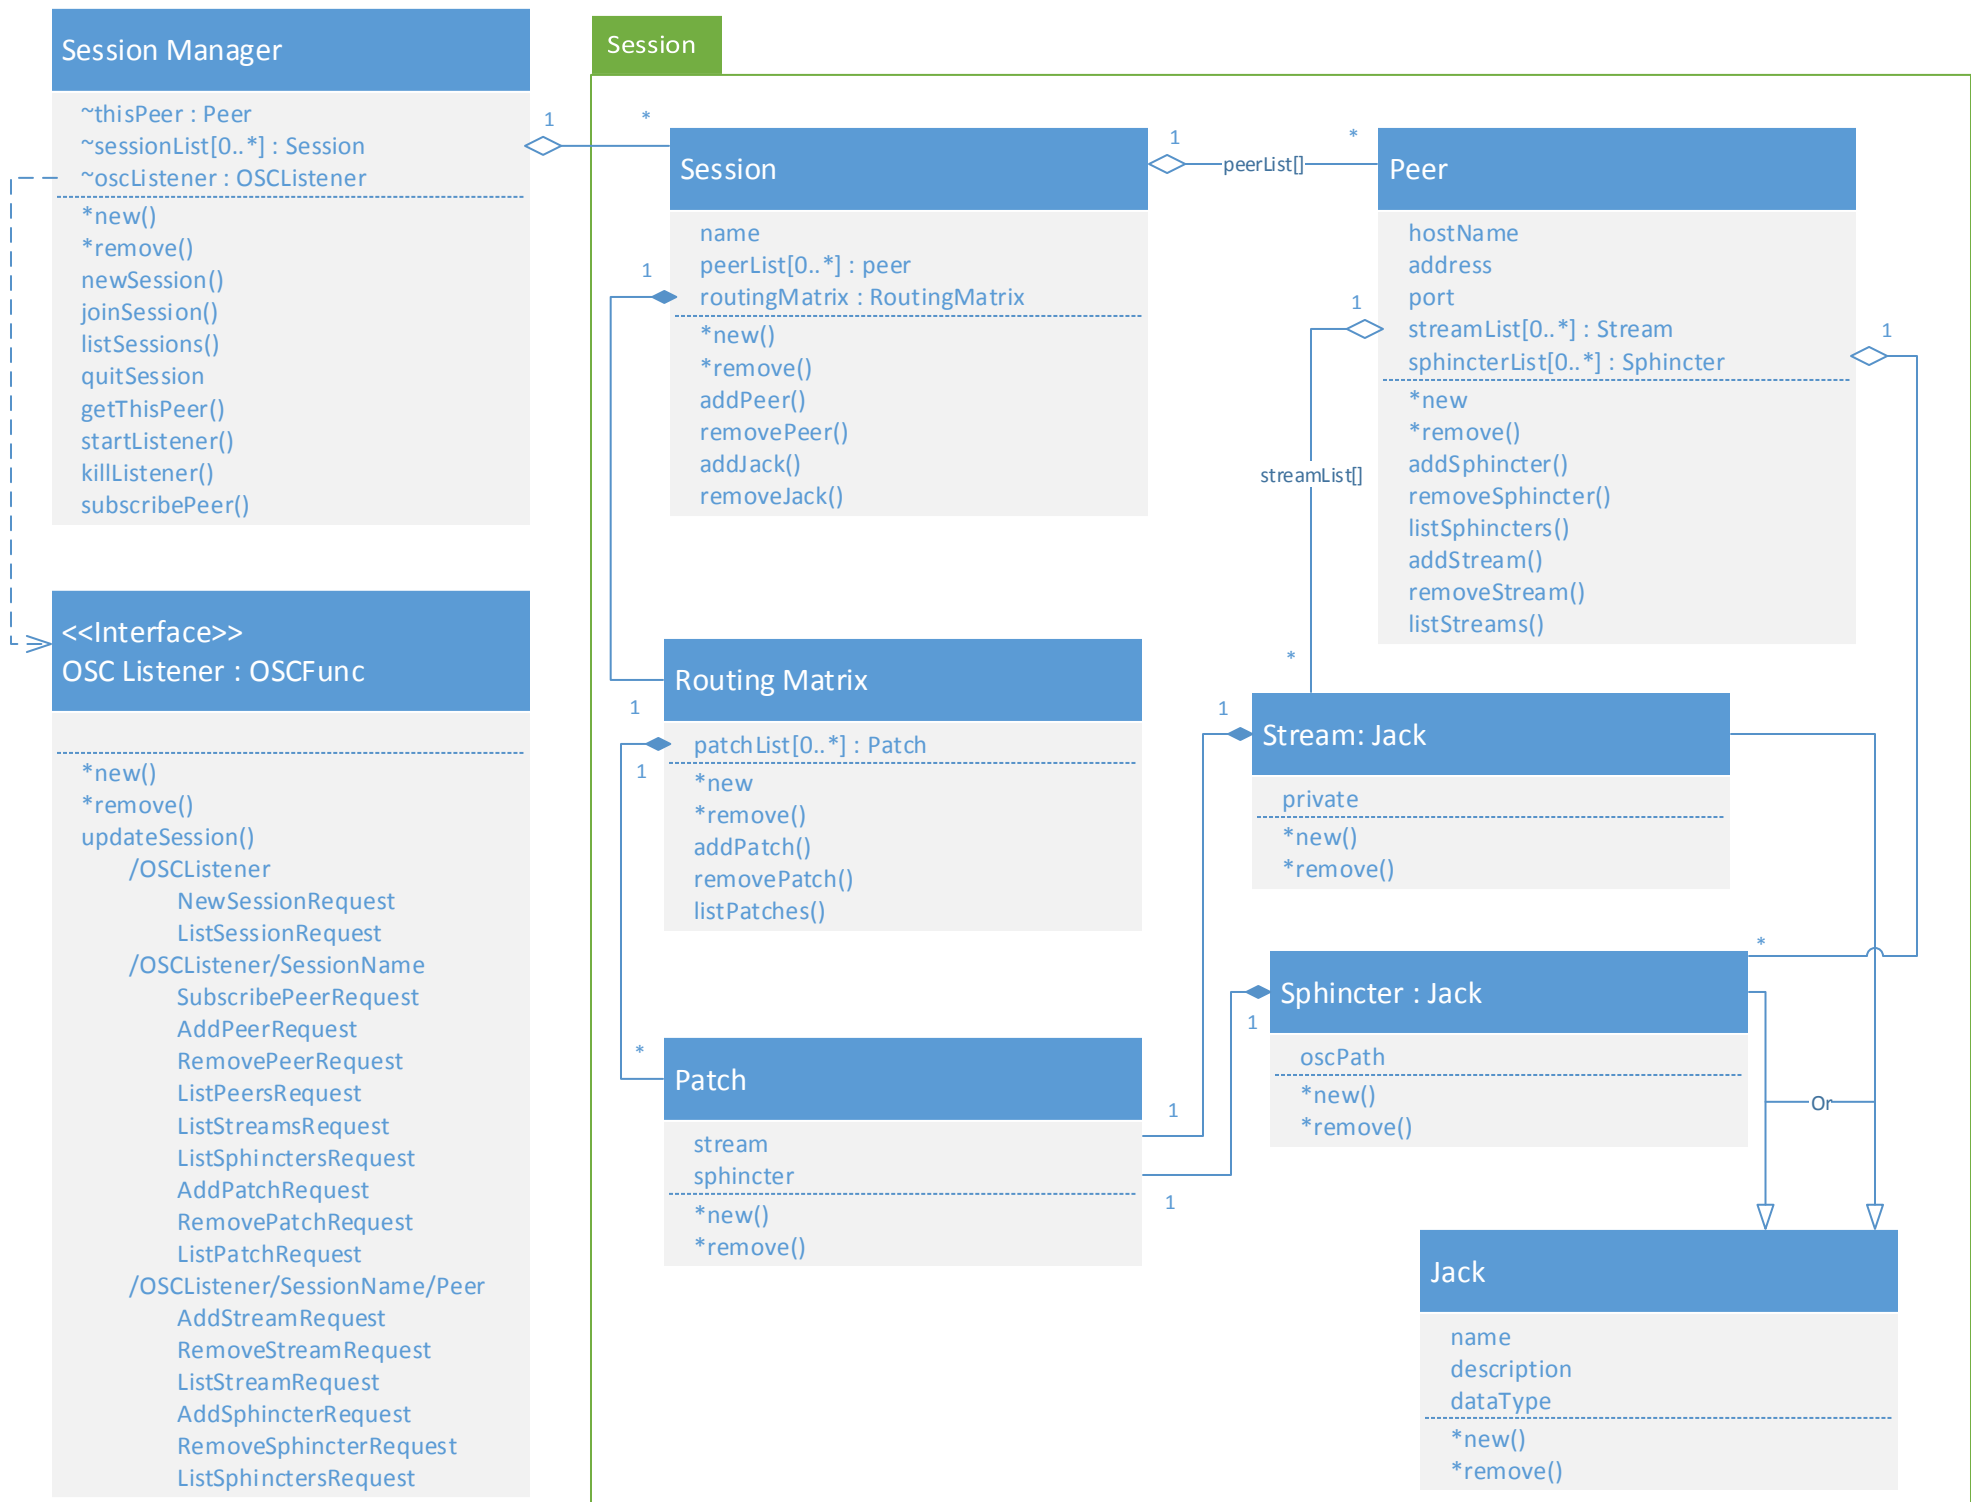 Session Manager
~thisPeer : Peer
~sessionList[0..*] : Session
~oscListener : OSCListener
*new()
*remove()
newSession()
joinSession()
listSessions()
quitSession
getThisPeer()
startListener()
killListener()
subscribePeer()
<<Interface>>
OSC Listener : OSCFunc
*new()
*remove()
updateSession()
/OSCListener
NewSessionRequest
ListSessionRequest
/OSCListener/SessionName
SubscribePeerRequest
AddPeerRequest
RemovePeerRequest
ListPeersRequest
ListStreamsRequest
ListSphinctersRequest
AddPatchRequest
RemovePatchRequest
ListPatchRequest
/OSCListener/SessionName/Peer
AddStreamRequest
RemoveStreamRequest
ListStreamRequest
AddSphincterRequest
RemoveSphincterRequest
ListSphinctersRequest
Session
1
*
Session
name
peerList[0..*] : peer
routingMatrix : RoutingMatrix
*new()
*remove()
addPeer()
removePeer()
addJack()
removeJack()
1
peerList[]
*
Peer
hostName
address
port
streamList[0..*] : Stream
sphincterList[0..*] : Sphincter
*new
*remove()
addSphincter()
removeSphincter()
listSphincters()
addStream()
removeStream()
listStreams()
1
1
1
streamList[]
*
1
Routing Matrix
patchList[0..*] : Patch
*new
*remove()
addPatch()
removePatch()
listPatches()
1
*
1
Stream: Jack
private
*new()
*remove()
*
Sphincter : Jack
1
oscPath
*new()
*remove()
Patch
stream
sphincter
*new()
*remove()
1
1
Or
Jack
name
description
dataType
*new()
*remove()